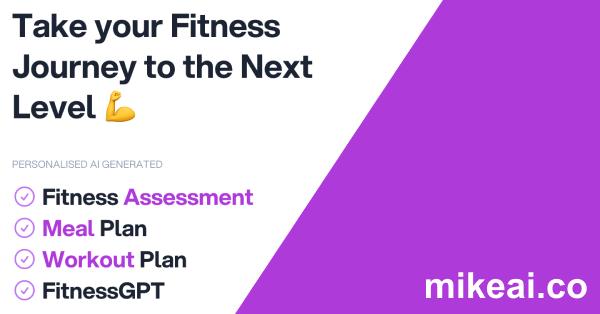 Take your Fitness
Journey to the Next
Level 💪
PERSONALISED AI GENERATED
Fitness Assessment
Meal Plan
Workout Plan
FitnessGPT
mikeai.co